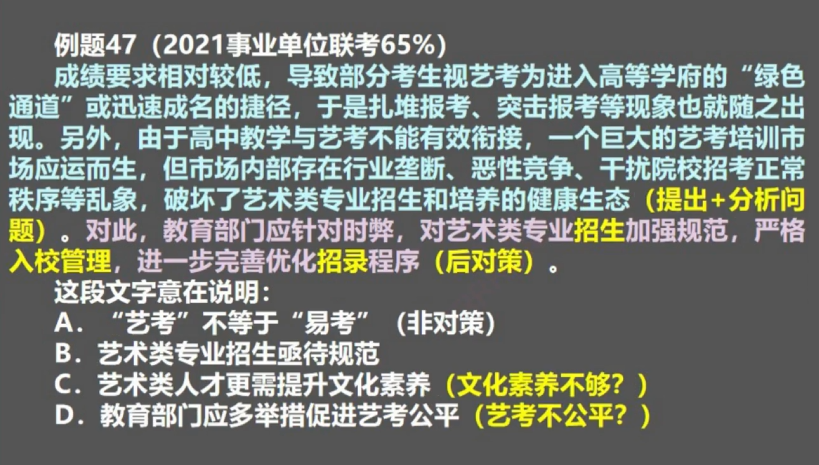 例题47（2021事业单位联考65%）
成绩要求相对较低，导致部分考生视艺考为进入高等学府的“绿色
通道”或迅速成名的捷径，于是扎堆报考、突击报考等现象也就随之出
现。另外，由于高中教学与艺考不能有效衔接，一个巨大的艺考培训市
场应运而生，但市场内部存在行业垄断、恶性竞争、干扰院校招考正常
秩序等乱象，破坏了艺术类专业招生和培养的健康生态（提出+分析问
题）。对此，教育部门应针对时弊，对艺术类专业招生加强规范，严格
入校管理，进一步完善优化招录程序（后对策）。
这段文字意在说明：
A．“艺考”不等于“易考”（非对策）
B．艺术类专业招生亟待规范
C．艺术类人才更需提升文化素养（文化素养不够？）
D．教育部门应多举措促进艺考公平（艺考不公平？）